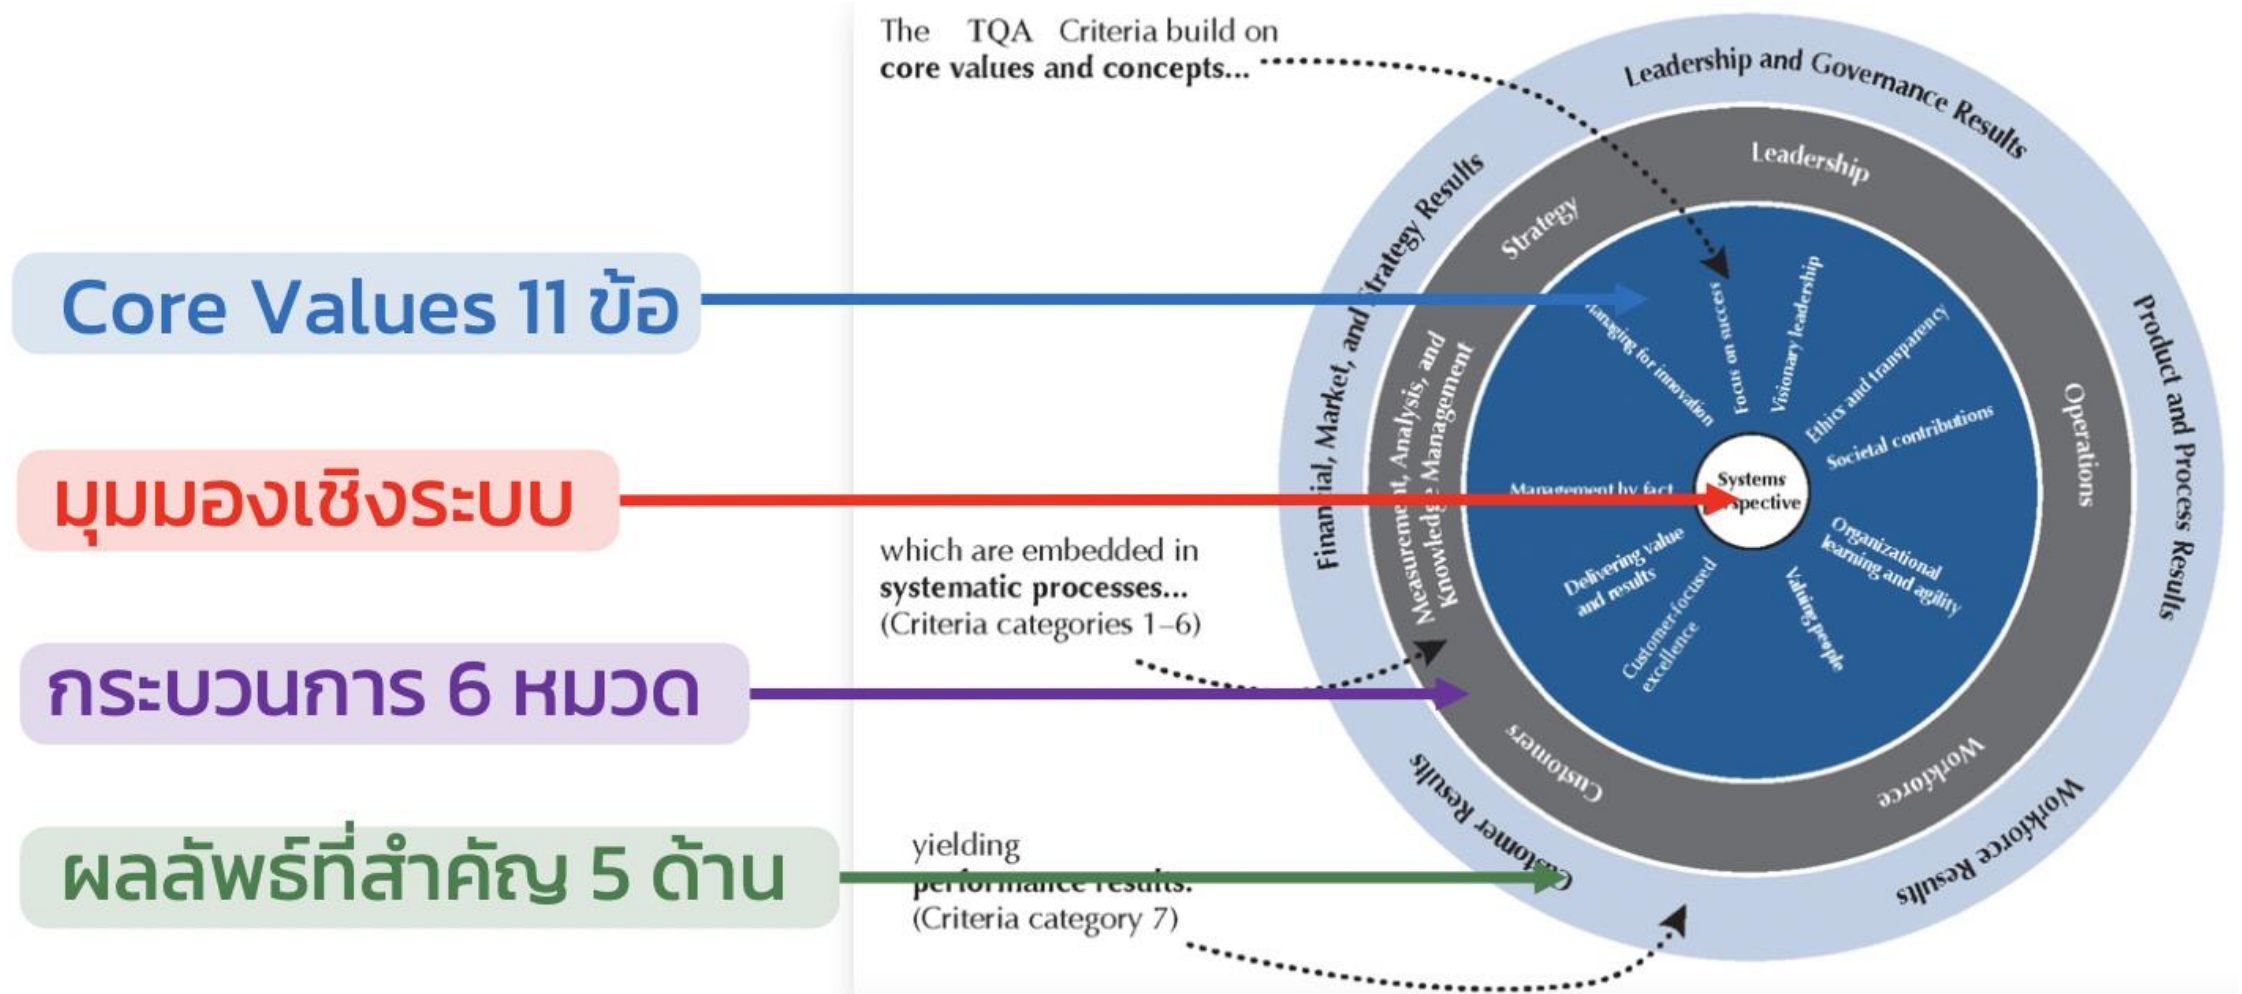 The TQA Criteria build on
core values and concepts...
Core Values 11 ข้อ
มุมมองเชิงระบบ
which are embedded in
systematic processes...
(Criteria categories 1–6)
กระบวนการ 6 หมวด
ผลลัพธ์ที่สำคัญ 5 ด้าน
yielding
performance results.
(Criteria category 7)
Leadership and Governance Results
Product and Process Results
Workforce Results
Customer Results
Financial, Market, and Strategy Results
Leadership
Operations
Workforce
Customers
Measurement, Analysis, and
Knowledge Management
Strategy
Focus on success
Visionary leadership
Ethics and transparency
Societal contributions
Organizational
learning and agility
Valuing people
Customer-focused
excellence
Delivering value
and results
Management by fact
Managing for innovation
Systems
Perspective